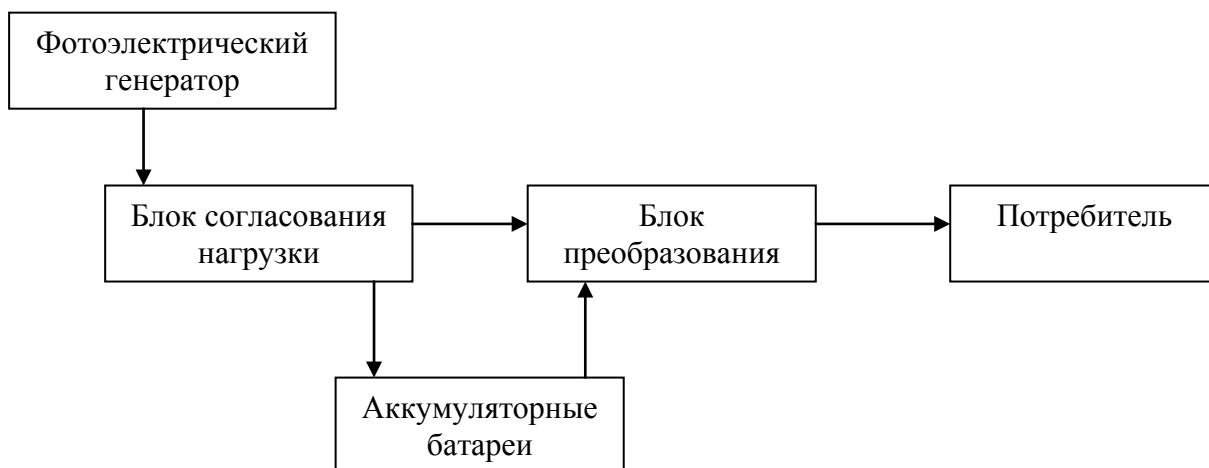 Фотоэлектрический
генератор
Блок согласования
нагрузки
Блок
преобразования
Потребитель
Аккумуляторные
батареи